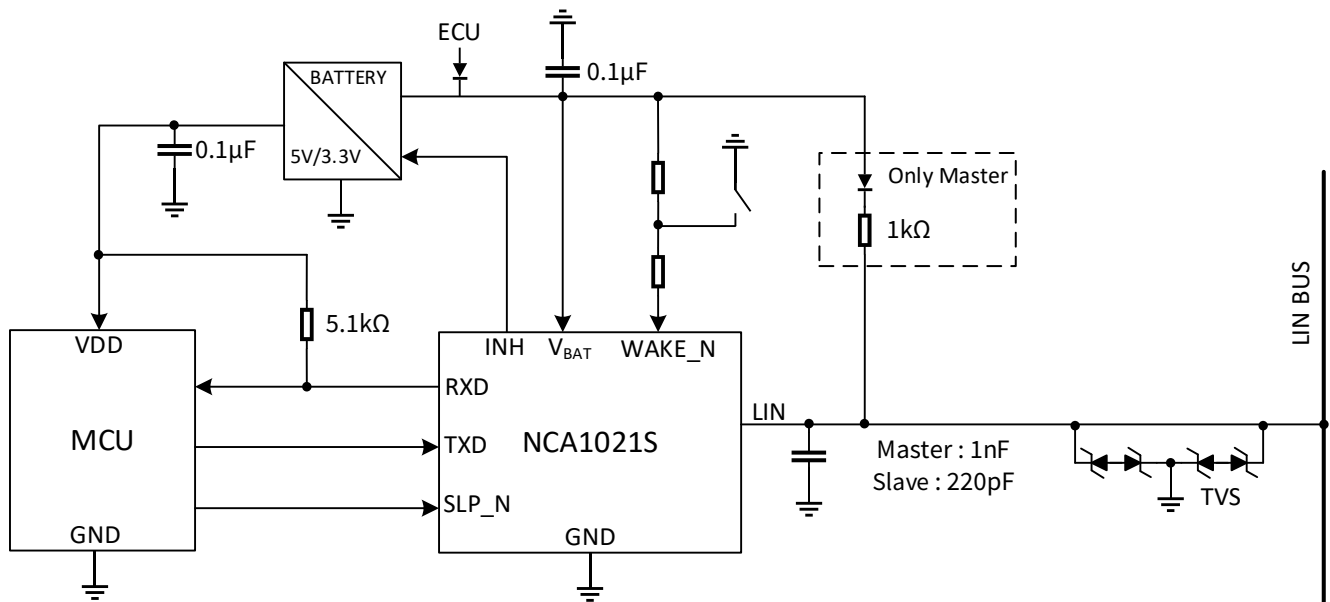 ECU
0.1μF
BATTERY
5V/3.3V
0.1μF
Only Master
1kΩ
LIN BUS
5.1kΩ
VDD
INH
VBAT
WAKE_N
RXD
MCU
TXD
NCA1021S
LIN
Master : 1nF
Slave : 220pF
TVS
SLP_N
GND
GND